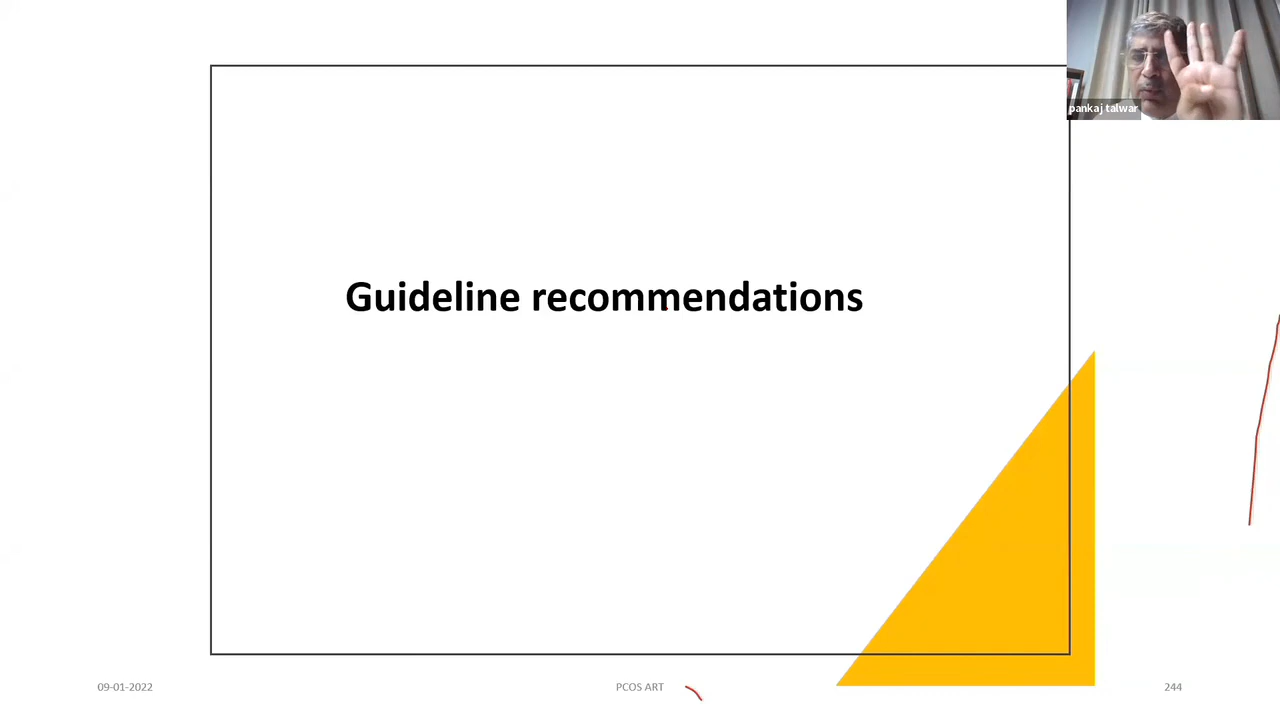 pankaj talwar
Guideline recommendations
09-01-2022
PCOS ART
244